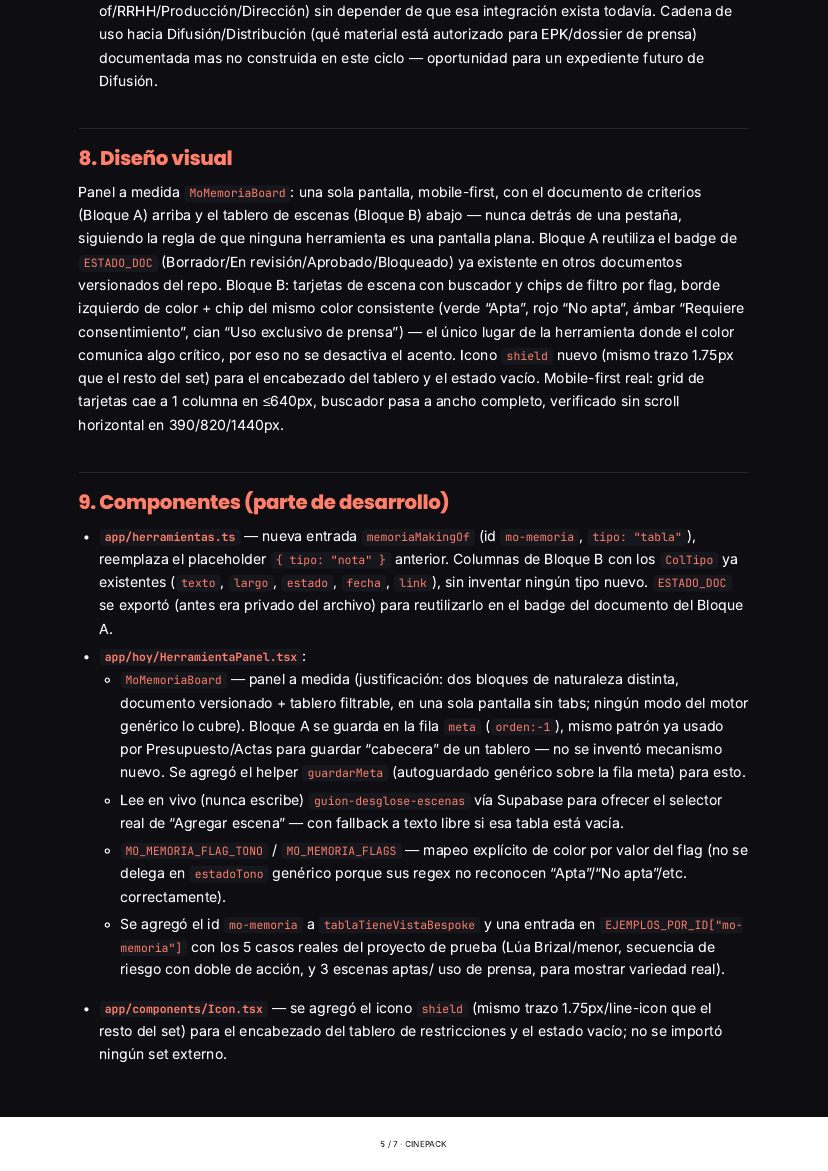 of/RRHH/Producción/Dirección) sin depender de que esa integración exista todavía. Cadena de
uso hacia Difusión/Distribución (qué material está autorizado para EPK/dossier de prensa)
documentada mas no construida en este ciclo — oportunidad para un expediente futuro de
Difusión.
8. Diseño visual
Panel a medida MoMemoriaBoard : una sola pantalla, mobile-first, con el documento de criterios
(Bloque A) arriba y el tablero de escenas (Bloque B) abajo — nunca detrás de una pestaña,
siguiendo la regla de que ninguna herramienta es una pantalla plana. Bloque A reutiliza el badge de
ESTADO_DOC (Borrador/En revisión/Aprobado/Bloqueado) ya existente en otros documentos
versionados del repo. Bloque B: tarjetas de escena con buscador y chips de filtro por flag, borde
izquierdo de color + chip del mismo color consistente (verde “Apta”, rojo “No apta”, ámbar “Requiere
consentimiento”, cian “Uso exclusivo de prensa”) — el único lugar de la herramienta donde el color
comunica algo crítico, por eso no se desactiva el acento. Icono shield nuevo (mismo trazo 1.75px
que el resto del set) para el encabezado del tablero y el estado vacío. Mobile-first real: grid de
tarjetas cae a 1 columna en ≤640px, buscador pasa a ancho completo, verificado sin scroll
horizontal en 390/820/1440px.
9. Componentes (parte de desarrollo)
• app/herramientas.ts — nueva entrada memoriaMakingOf (id mo-memoria , tipo: "tabla" ),
reemplaza el placeholder { tipo: "nota" } anterior. Columnas de Bloque B con los ColTipo ya
existentes ( texto , largo , estado , fecha , link ), sin inventar ningún tipo nuevo. ESTADO_DOC
se exportó (antes era privado del archivo) para reutilizarlo en el badge del documento del Bloque
A.
• app/hoy/HerramientaPanel.tsx :
◦ MoMemoriaBoard — panel a medida (justificación: dos bloques de naturaleza distinta,
documento versionado + tablero filtrable, en una sola pantalla sin tabs; ningún modo del motor
genérico lo cubre). Bloque A se guarda en la fila meta ( orden:-1 ), mismo patrón ya usado
por Presupuesto/Actas para guardar “cabecera” de un tablero — no se inventó mecanismo
nuevo. Se agregó el helper guardarMeta (autoguardado genérico sobre la fila meta) para esto.
◦ Lee en vivo (nunca escribe) guion-desglose-escenas vía Supabase para ofrecer el selector
real de “Agregar escena” — con fallback a texto libre si esa tabla está vacía.
◦ MO_MEMORIA_FLAG_TONO / MO_MEMORIA_FLAGS — mapeo explícito de color por valor del flag (no se
delega en estadoTono genérico porque sus regex no reconocen “Apta”/“No apta”/etc.
correctamente).
◦ Se agregó el id mo-memoria a tablaTieneVistaBespoke y una entrada en EJEMPLOS_POR_ID["mo-
memoria"] con los 5 casos reales del proyecto de prueba (Lúa Brizal/menor, secuencia de
riesgo con doble de acción, y 3 escenas aptas/ uso de prensa, para mostrar variedad real).
• app/components/Icon.tsx — se agregó el icono shield (mismo trazo 1.75px/line-icon que el
resto del set) para el encabezado del tablero de restricciones y el estado vacío; no se importó
ningún set externo.
5 / 7 · CINEPACK